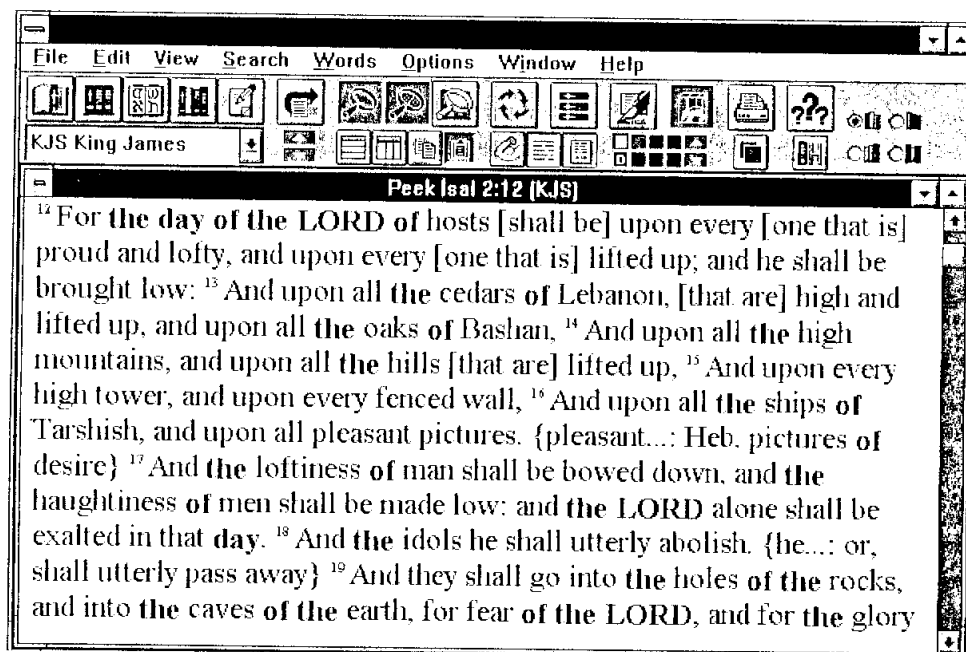 File Edit View Search Words Options Window Help
???
KJS King James
Peek Isal 2:12 (KJS)
12 For the day of the LORD of hosts [shall be] upon every [one that is]
proud and lofty, and upon every [one that is] lifted up; and he shall be
brought low: 13 And upon all the cedars of Lebanon, [that are] high and
lifted up, and upon all the oaks of Bashan, 14 And upon all the high
mountains, and upon all the hills [that are] lifted up, 15 And upon every
high tower, and upon every fenced wall, 16 And upon all the ships of
Tarshish, and upon all pleasant pictures. {pleasant...: Heb. pictures of
desire} 17 And the loftiness of man shall be bowed down, and the
haughtiness of men shall be made low: and the LORD alone shall be
exalted in that day. 18 And the idols he shall utterly abolish. {he...: or,
shall utterly pass away} 19 And they shall go into the holes of the rocks,
and into the caves of the earth, for fear of the LORD, and for the glory